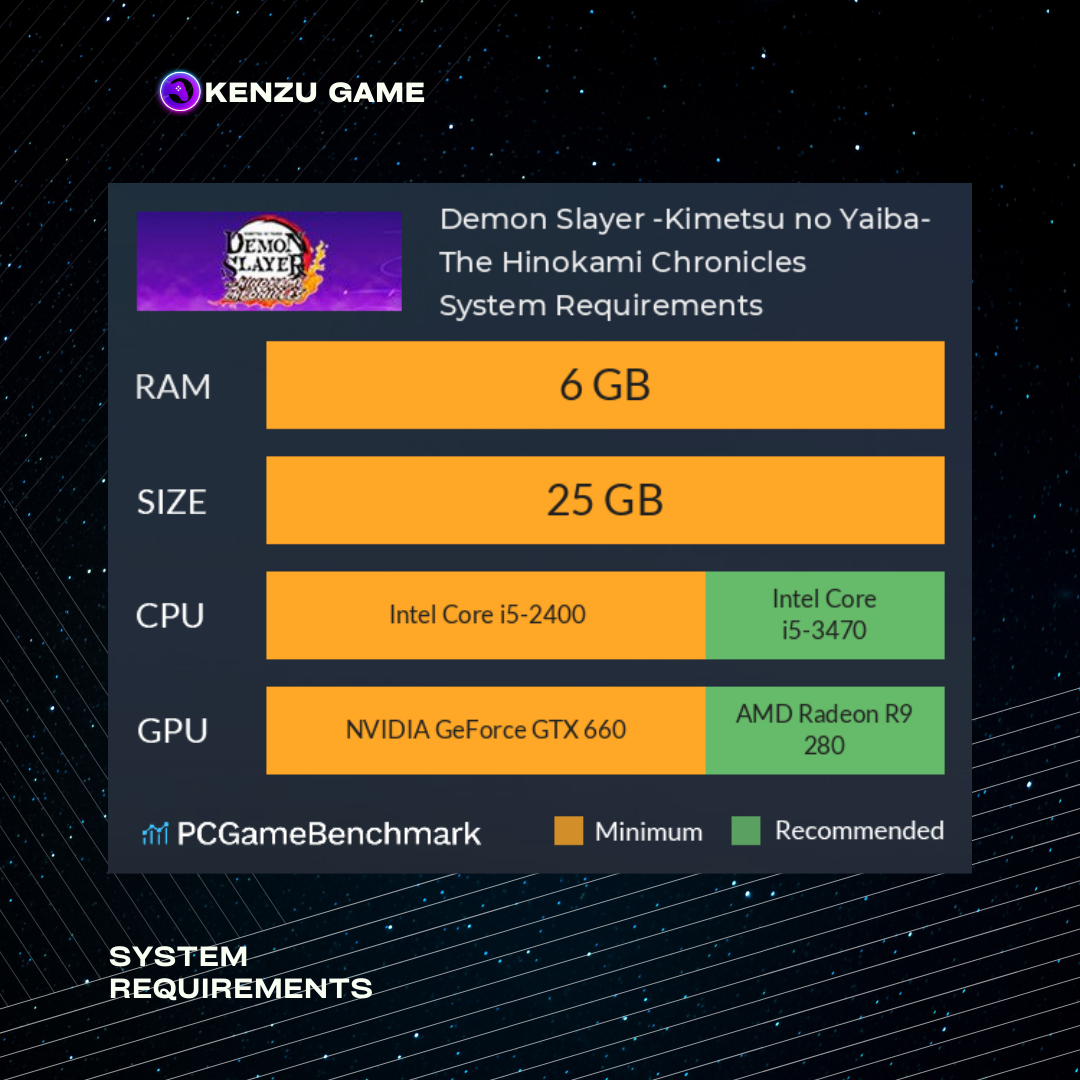 KENZU GAME
DEMON
SLAYER
Demon Slayer -Kimetsu no Yaiba-
The Hinokami Chronicles
System Requirements
RAM
6 GB
SIZE
25 GB
CPU
Intel Core i5-2400
Intel Core
i5-3470
GPU
NVIDIA GeForce GTX 660
AMD Radeon R9
280
PCGameBenchmark
Minimum
Recommended
SYSTEM
REQUIREMENTS